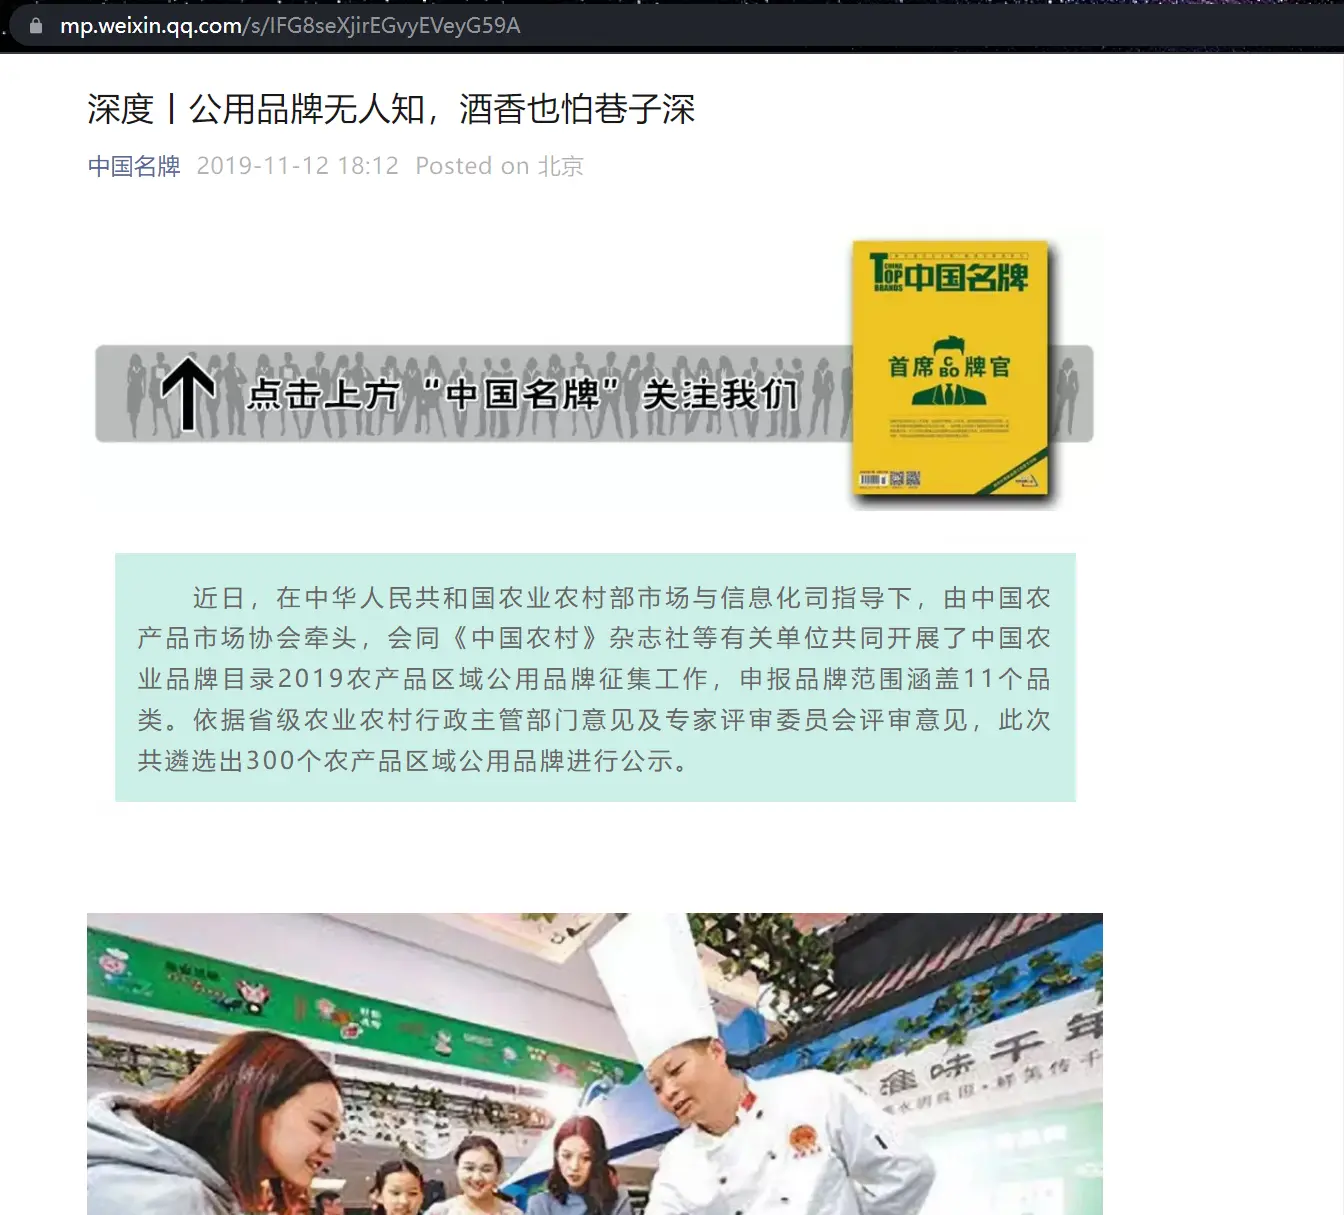 mp.weixin.qq.com/s/IFG8seXjirEGvyEVeyG59A
深度丨公用品牌无人知，酒香也怕巷子深
中国名牌 2019-11-12 18:12 Posted on 北京
TOP CHINA BRANDS 中国名牌
首席 CBO 牌官
点击上方“中国名牌”关注我们
近日，在中华人民共和国农业农村部市场与信息化司指导下，由中国农
产品市场协会牵头，会同《中国农村》杂志社等有关单位共同开展了中国农
业品牌目录2019农产品区域公用品牌征集工作，申报品牌范围涵盖11个品
类。依据省级农业农村行政主管部门意见及专家评审委员会评审意见，此次
共遴选出300个农产品区域公用品牌进行公示。
淮味千年